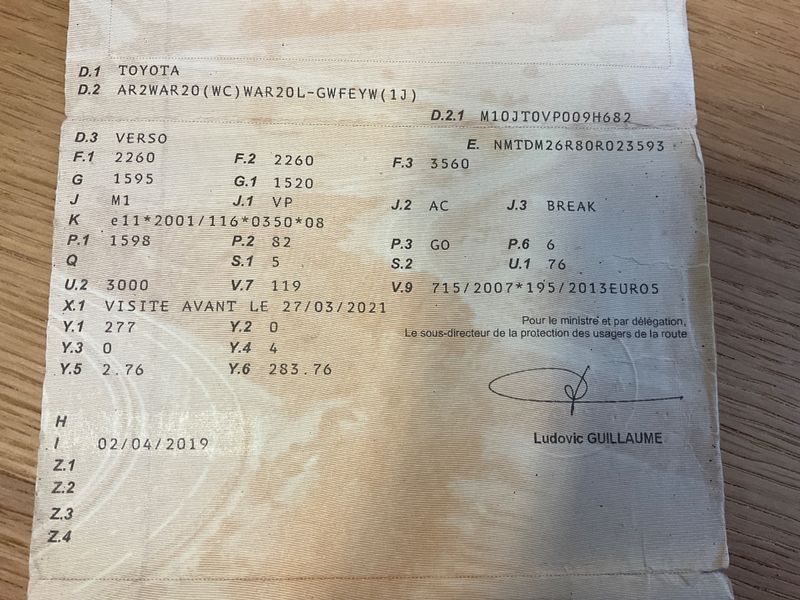 D.1 TOYOTA
D.2 AR2WAR20(WC)WAR20L-GWFEYW(1J)
D.2.1 M10JT0VP009H682
D.3 VERSO
E. NMTDM26R80R023593
F.1 2260 F.2 2260 F.3 3560
G 1595 G.1 1520
J M1 J.1 VP J.2 AC J.3 BREAK
K e11*2001/116*0350*08
P.1 1598 P.2 82 P.3 GO P.6 6
Q S.1 5 S.2 U.1 76
U.2 3000 V.7 119 V.9 715/2007*195/2013EURO5
X.1 VISITE AVANT LE 27/03/2021
Y.1 277 Y.2 0
Y.3 0 Y.4 4
Y.5 2.76 Y.6 283.76
Pour le ministre et par délégation,
Le sous-directeur de la protection des usagers de la route
Ludovic GUILLAUME
H
I 02/04/2019
Z.1
Z.2
Z.3
Z.4